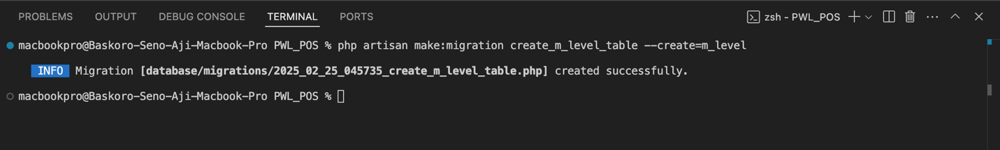 PROBLEMS OUTPUT DEBUG CONSOLE TERMINAL PORTS zsh - PWL_POS
macbookpro@Baskoro-Seno-Aji-Macbook-Pro PWL_POS % php artisan make:migration create_m_level_table --create=m_level
INFO Migration [database/migrations/2025_02_25_045735_create_m_level_table.php] created successfully.
macbookpro@Baskoro-Seno-Aji-Macbook-Pro PWL_POS %